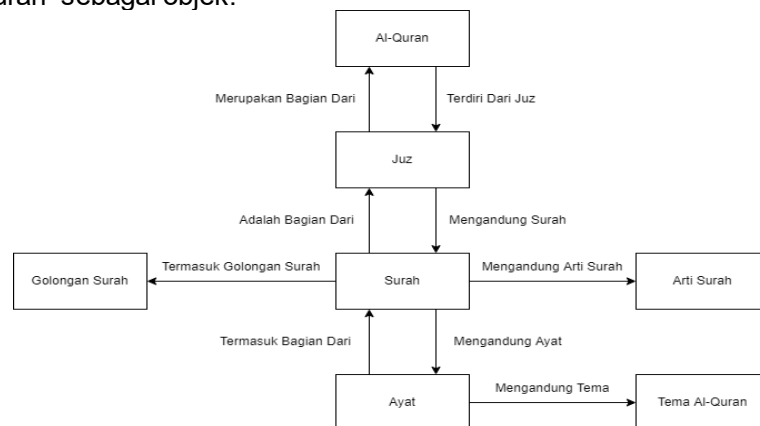 sebagai objek.
Al-Quran
Merupakan Bagian Dari
Terdiri Dari Juz
Juz
Adalah Bagian Dari
Mengandung Surah
Golongan Surah
Termasuk Golongan Surah
Surah
Mengandung Arti Surah
Arti Surah
Termasuk Bagian Dari
Mengandung Ayat
Ayat
Mengandung Tema
Tema Al-Quran